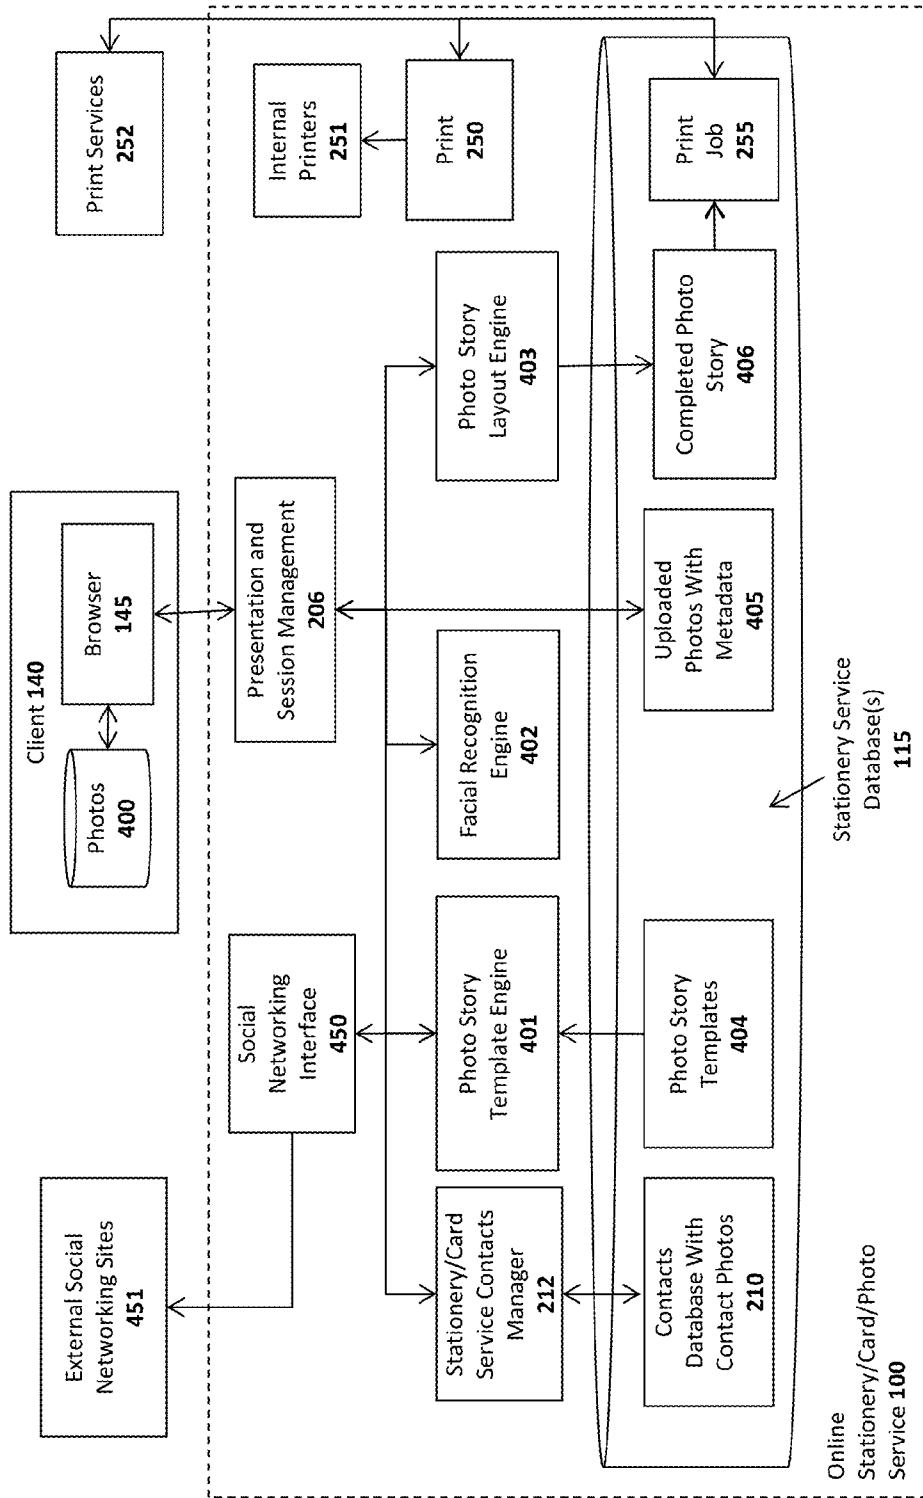 External Social
Networking Sites
451
Client 140
Photos
400
Browser
145
Print Services
252
Social
Networking
Interface
450
Presentation and
Session Management
206
Internal
Printers
251
Stationery/Card
Service Contacts
Manager
212
Photo Story
Template Engine
401
Facial Recognition
Engine
402
Photo Story
Layout Engine
403
Print
250
Contacts
Database With
Contact Photos
210
Photo Story
Templates
404
Uploaded
Photos With
Metadata
405
Completed Photo
Story
406
Print
Job
255
Online
Stationery/Card/Photo
Service 100
Stationery Service
Database(s)
115